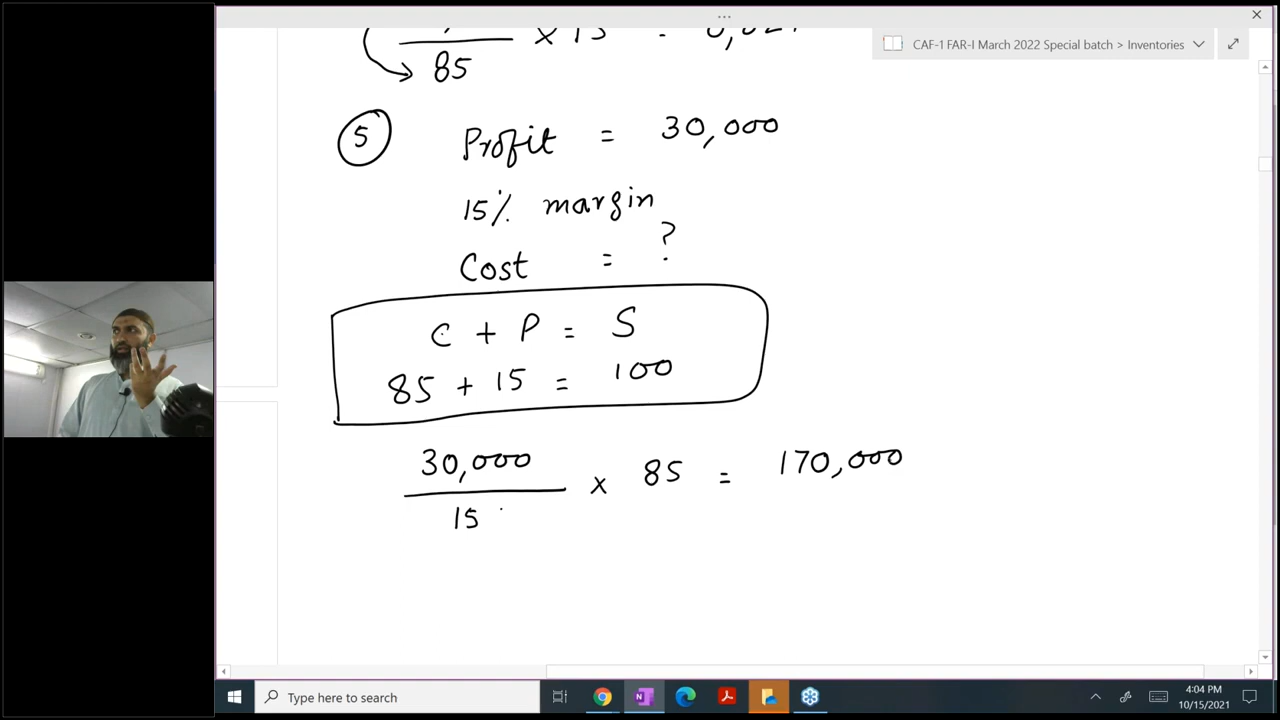 CAF-1 FAR-I March 2022 Special batch > Inventories
x 15 =
85
5 Profit = 30,000
15% margin
Cost = ?
C + P = S
85 + 15 = 100
30,000
15
x 85 = 170,000
Type here to search
4:04 PM
10/15/2021